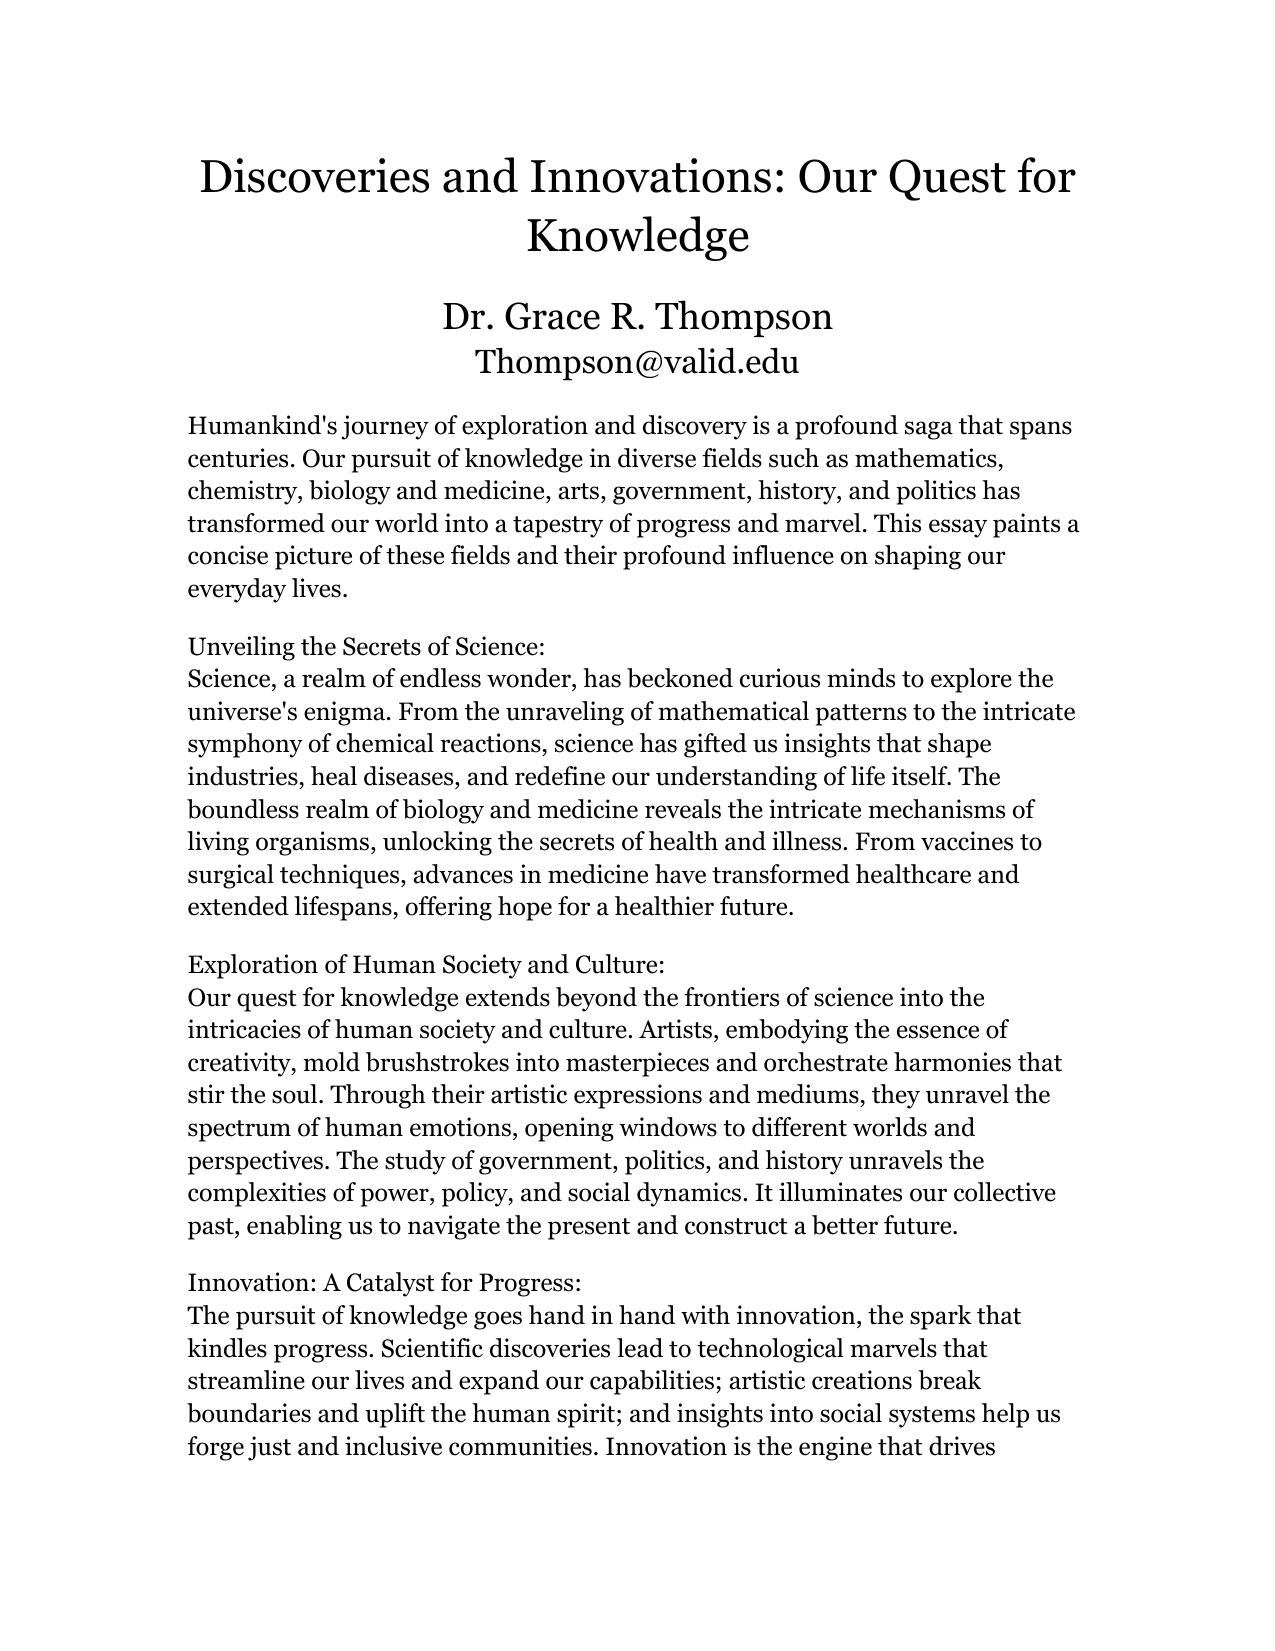 Discoveries and Innovations: Our Quest for
Knowledge
Dr. Grace R. Thompson
Thompson@valid.edu
Humankind's journey of exploration and discovery is a profound saga that spans
centuries. Our pursuit of knowledge in diverse fields such as mathematics,
chemistry, biology and medicine, arts, government, history, and politics has
transformed our world into a tapestry of progress and marvel. This essay paints a
concise picture of these fields and their profound influence on shaping our
everyday lives.
Unveiling the Secrets of Science:
Science, a realm of endless wonder, has beckoned curious minds to explore the
universe's enigma. From the unraveling of mathematical patterns to the intricate
symphony of chemical reactions, science has gifted us insights that shape
industries, heal diseases, and redefine our understanding of life itself. The
boundless realm of biology and medicine reveals the intricate mechanisms of
living organisms, unlocking the secrets of health and illness. From vaccines to
surgical techniques, advances in medicine have transformed healthcare and
extended lifespans, offering hope for a healthier future.
Exploration of Human Society and Culture:
Our quest for knowledge extends beyond the frontiers of science into the
intricacies of human society and culture. Artists, embodying the essence of
creativity, mold brushstrokes into masterpieces and orchestrate harmonies that
stir the soul. Through their artistic expressions and mediums, they unravel the
spectrum of human emotions, opening windows to different worlds and
perspectives. The study of government, politics, and history unravels the
complexities of power, policy, and social dynamics. It illuminates our collective
past, enabling us to navigate the present and construct a better future.
Innovation: A Catalyst for Progress:
The pursuit of knowledge goes hand in hand with innovation, the spark that
kindles progress. Scientific discoveries lead to technological marvels that
streamline our lives and expand our capabilities; artistic creations break
boundaries and uplift the human spirit; and insights into social systems help us
forge just and inclusive communities. Innovation is the engine that drives